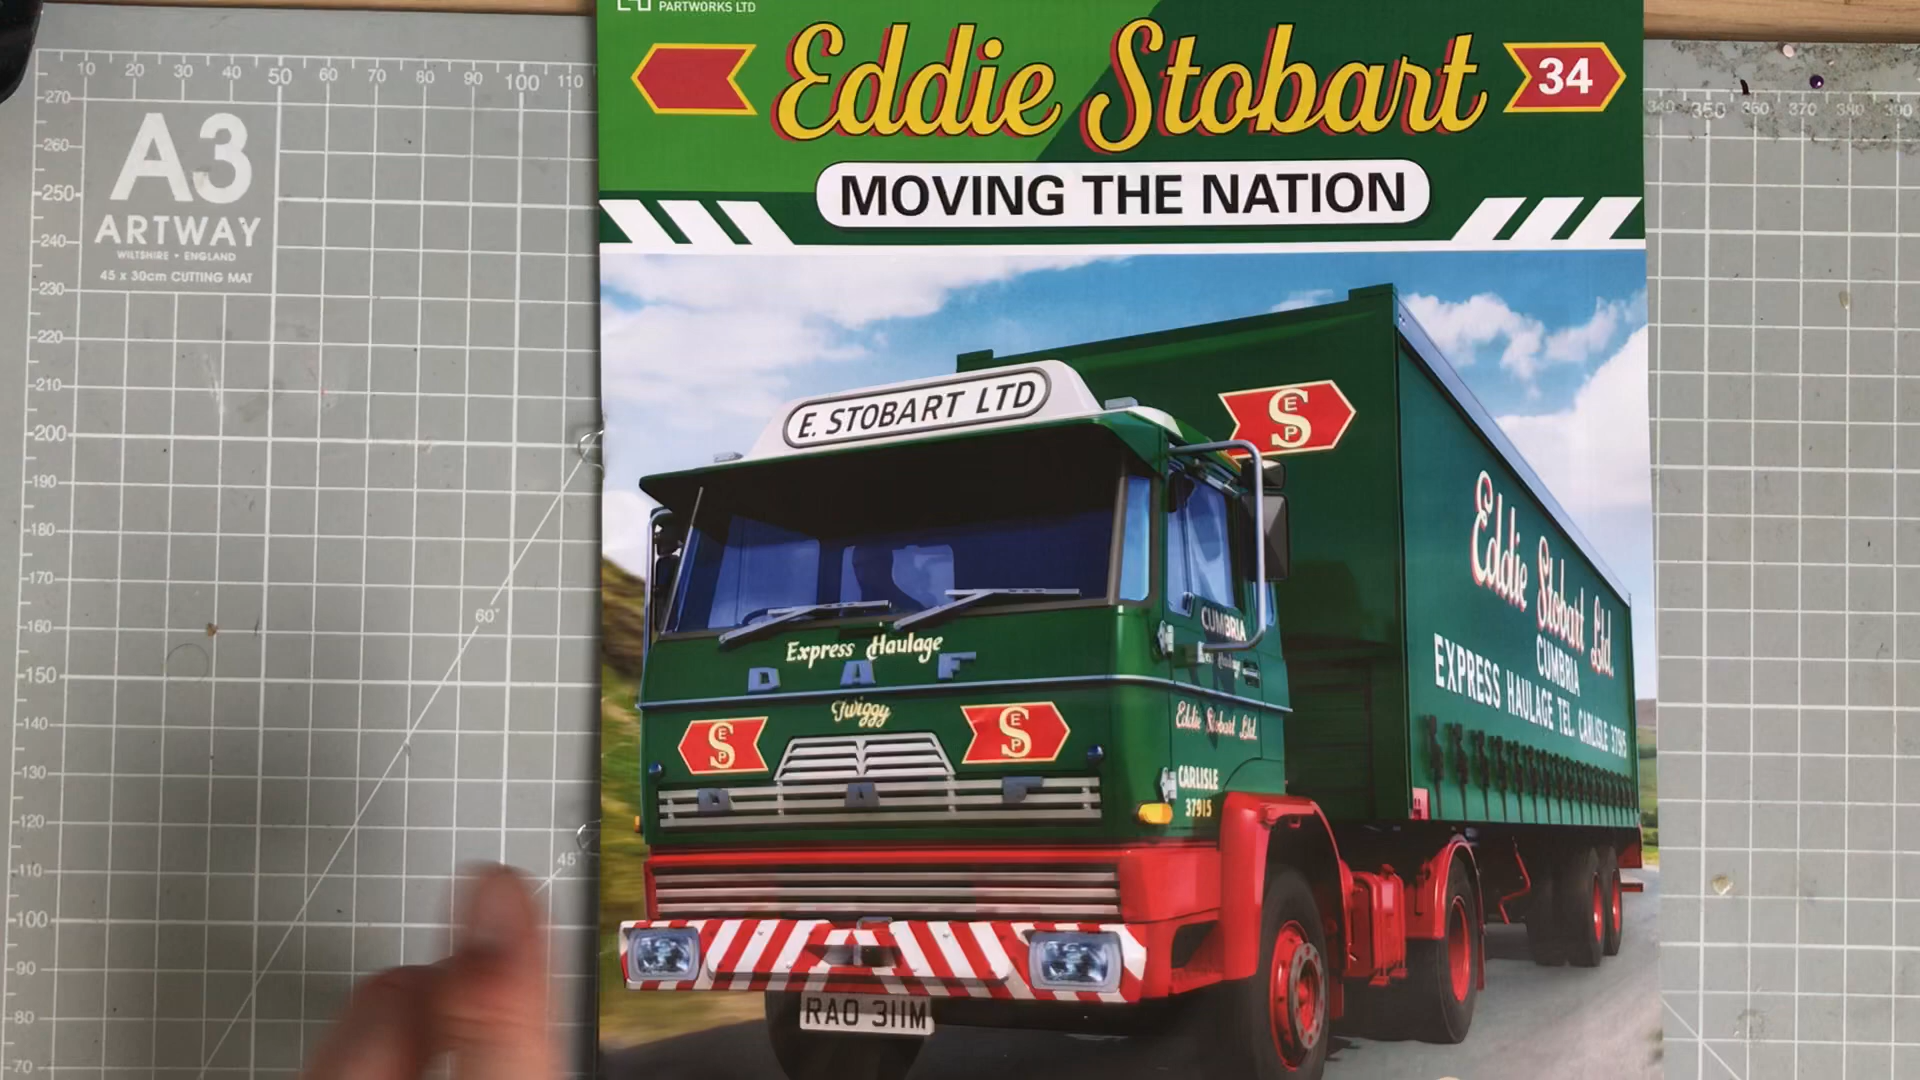 PARTWORKS LTD
Eddie Stobart
34
MOVING THE NATION
E. STOBART LTD
E
S
P
Eddie Stobart Ltd.
CUMBRIA
EXPRESS HAULAGE TEL. CARLISLE 37915
CUMBRIA
Express Haulage
DAF
Twiggy
Eddie Stobart Ltd.
E
S
P
E
S
P
CARLISLE
37915
DAF
RAO 311M
A3
ARTWAY
WILTSHIRE • ENGLAND
45 x 30cm CUTTING MAT
10 20 30 40 50 60 70 80 90 100 110
270
260
250
240
230
220
210
200
190
180
170
160
150
140
130
120
110
100
90
80
70
60°
45°
340 350 360 370 380 390